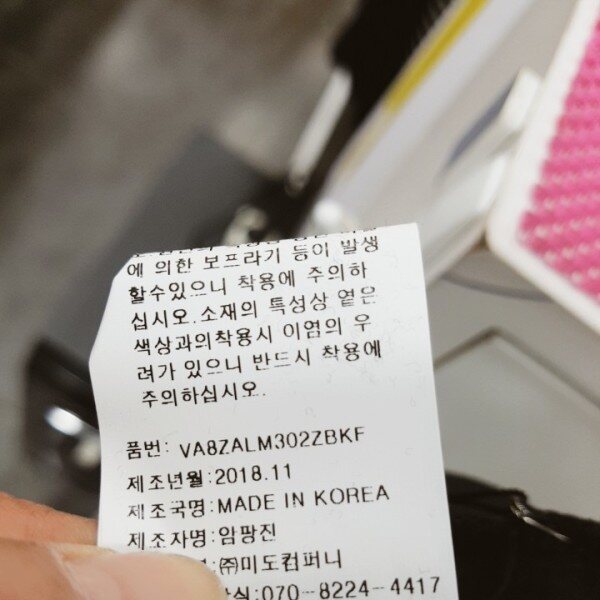 에 의한 보프라기 등이 발생
할수있으니 착용에 주의하
십시오.소재의 특성상 옅은
색상과의착용시 이염의 우
려가 있으니 반드시 착용에
주의하십시오.
품번: VA8ZALM302ZBKF
제조년월:2018.11
제조국명:MADE IN KOREA
제조자명:암팡진
:㈜미도컴퍼니
실:070-8224-4417